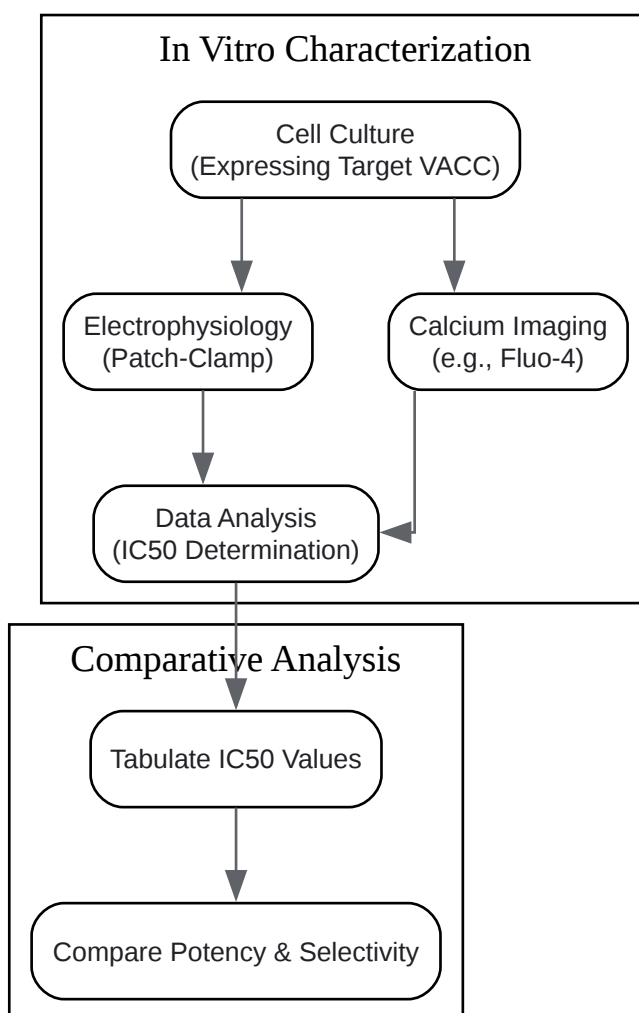 In Vitro Characterization
Cell Culture
(Expressing Target VACC)
Electrophysiology
(Patch-Clamp)
Calcium Imaging
(e.g., Fluo-4)
Data Analysis
(IC50 Determination)
Comparative Analysis
Tabulate IC50 Values
Compare Potency & Selectivity